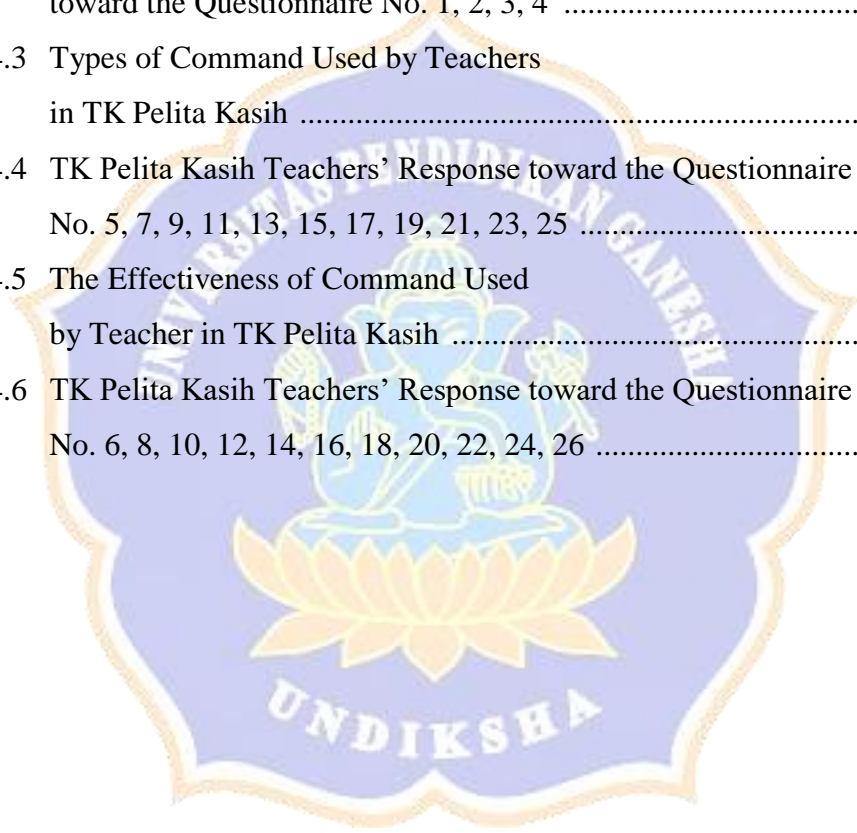 toward the Questionnaire No. 1, 2, 3, 4 ........................................
.3 Types of Command Used by Teachers
in TK Pelita Kasih ................................................................................
.4 TK Pelita Kasih Teachers’ Response toward the Questionnaire
No. 5, 7, 9, 11, 13, 15, 17, 19, 21, 23, 25 ........................................
.5 The Effectiveness of Command Used
by Teacher in TK Pelita Kasih ............................................................
.6 TK Pelita Kasih Teachers’ Response toward the Questionnaire
No. 6, 8, 10, 12, 14, 16, 18, 20, 22, 24, 26 ......................................
UNIVERSITAS PENDIDIKAN GANESHA
UNDIKSHA